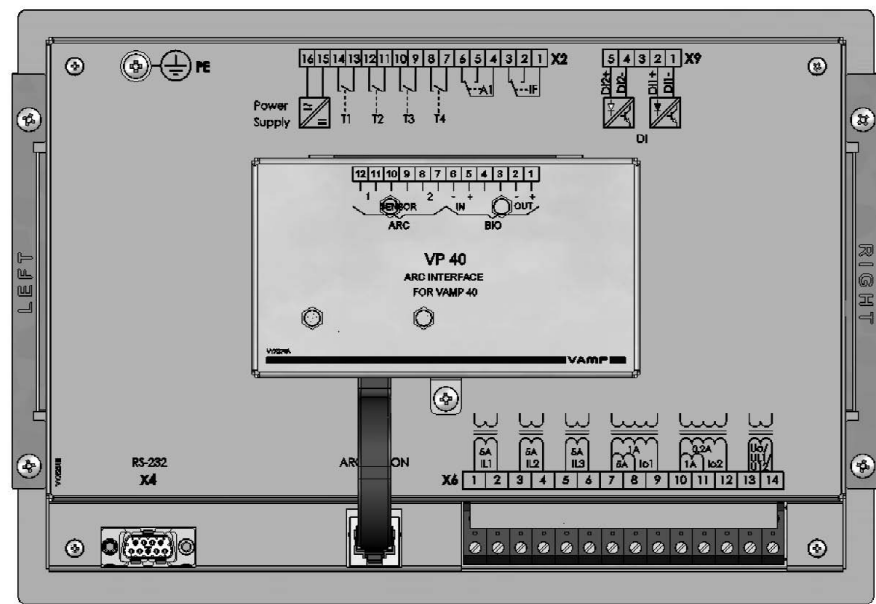 PE
16 15 14 13 12 11 10 9 8 7 6 5 4 3 2 1 X2
5 4 3 2 1 X9
DI2+ DI2- DI1+ DI1-
Power
Supply
T1 T2 T3 T4 A1 IF
DI
12 11 10 9 8 7 6 5 4 3 2 1
1 2 - + - +
SENSOR IN OUT
ARC BIO
VP 40
ARC INTERFACE
FOR VAMP 40
VAMP
LEFT
RIGHT
5A 5A 5A 1A 0.2A Uo/
IL1 IL2 IL3 5A Io1 1A Io2 UL1/
U12
RS-232
X4
X6 1 2 3 4 5 6 7 8 9 10 11 12 13 14